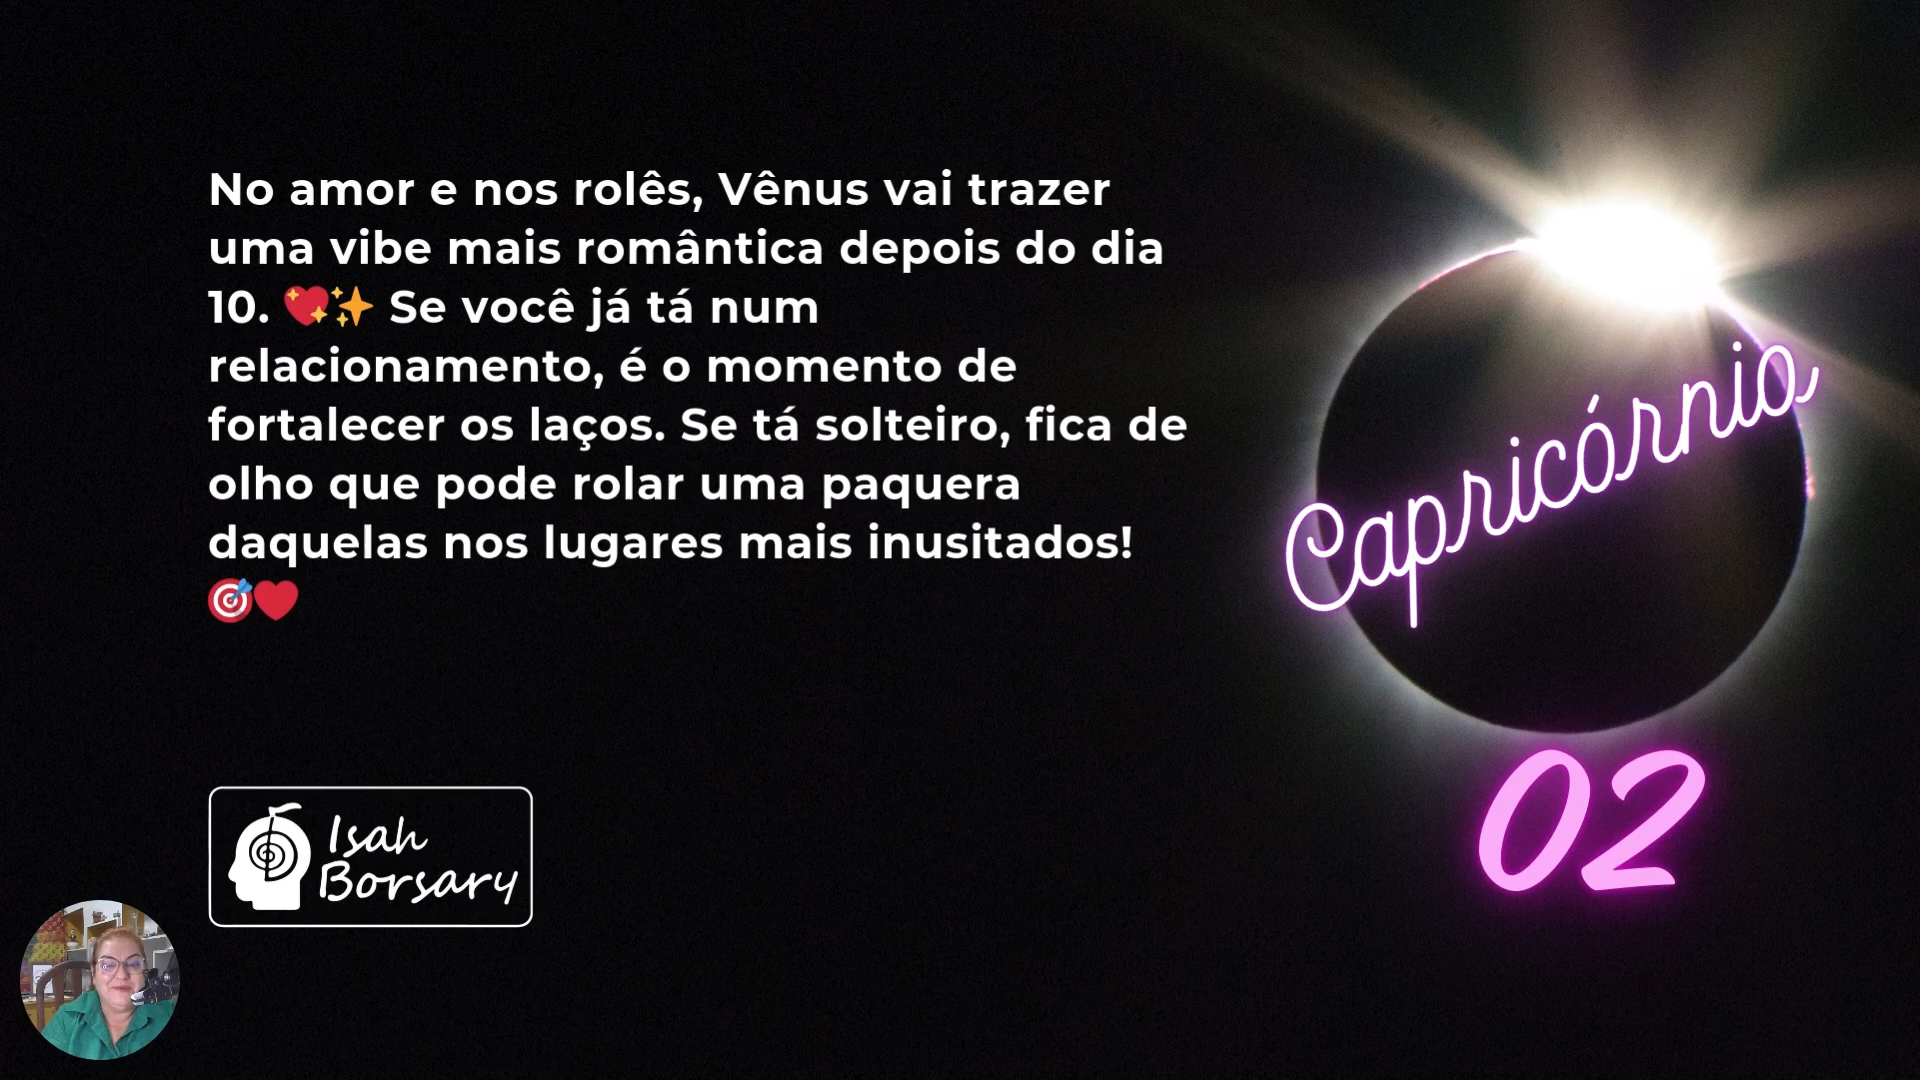 No amor e nos rolês, Vênus vai trazer
uma vibe mais romântica depois do dia
10. 💖✨ Se você já tá num
relacionamento, é o momento de
fortalecer os laços. Se tá solteiro, fica de
olho que pode rolar uma paquera
daquelas nos lugares mais inusitados!
🎯❤️
Capricórnio
02
Isah
Borsary